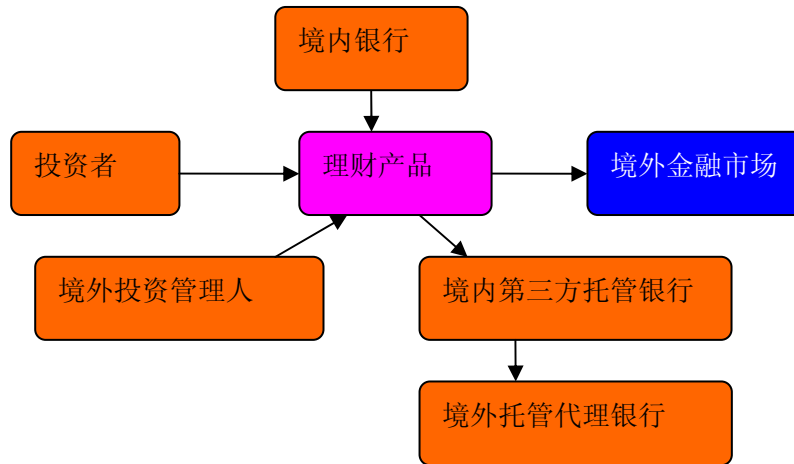 境内银行
投资者
理财产品
境外金融市场
境外投资管理人
境内第三方托管银行
境外托管代理银行